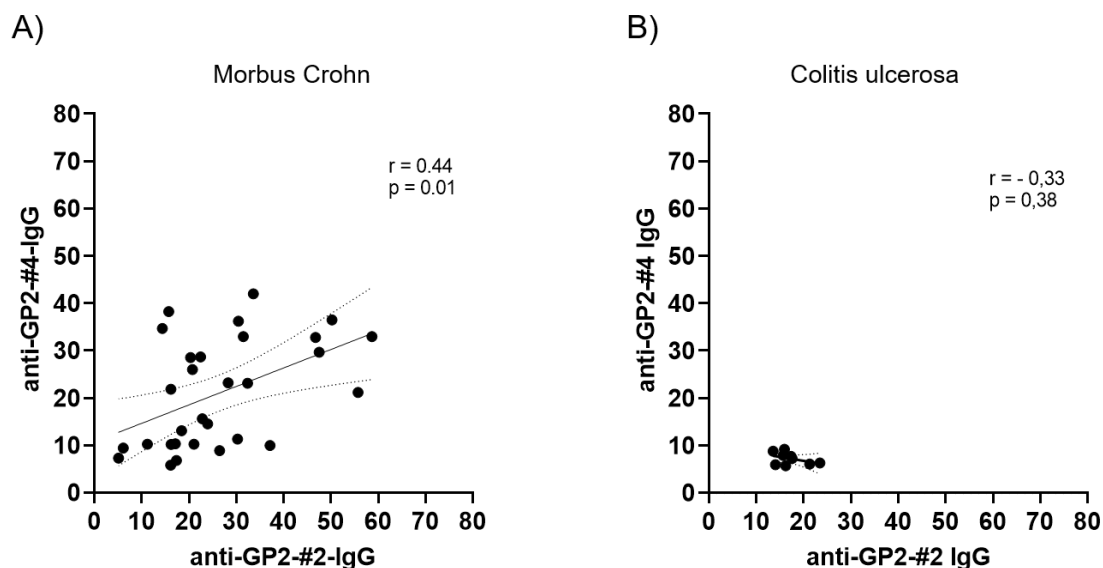 A)
Morbus Crohn
80
70
60
50
40
30
20
10
0
anti-GP2-#4-IgG
r = 0.44
p = 0.01
0 10 20 30 40 50 60 70 80
anti-GP2-#2-IgG
B)
Colitis ulcerosa
80
70
60
50
40
30
20
10
0
anti-GP2-#4 IgG
r = - 0,33
p = 0,38
0 10 20 30 40 50 60 70 80
anti-GP2-#2 IgG